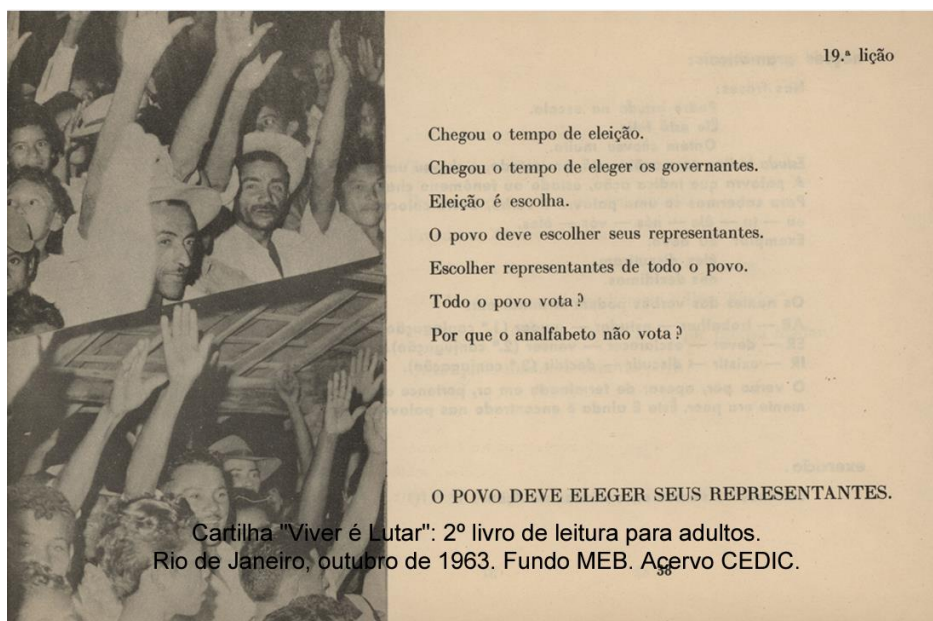 19.ª lição
Chegou o tempo de eleição.
Chegou o tempo de eleger os governantes.
Eleição é escolha.
O povo deve escolher seus representantes.
Escolher representantes de todo o povo.
Todo o povo vota?
Por que o analfabeto não vota?
O POVO DEVE ELEGER SEUS REPRESENTANTES.
Cartilha "Viver é Lutar": 2º livro de leitura para adultos.
Rio de Janeiro, outubro de 1963. Fundo MEB. Acervo CEDIC.
38